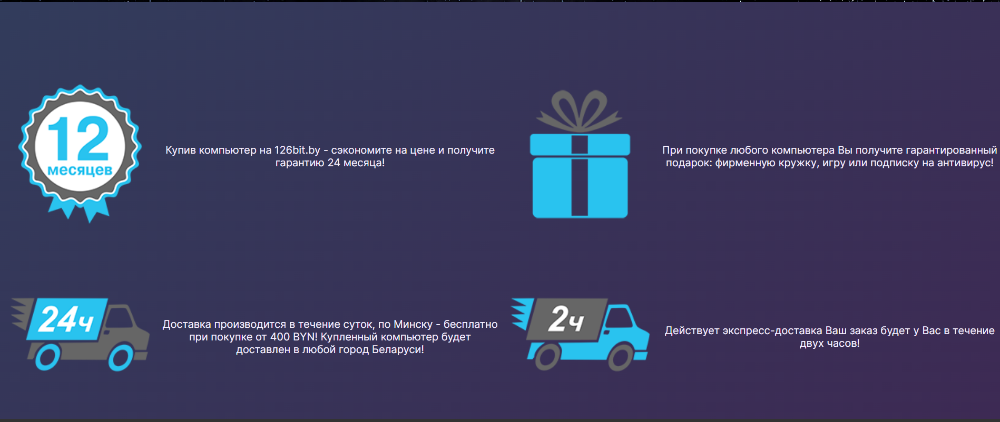 12
месяцев
Купив компьютер на 126bit.by - сэкономите на цене и получите
гарантию 24 месяца!
При покупке любого компьютера Вы получите гарантированный
подарок: фирменную кружку, игру или подписку на антивирус!
24ч
Доставка производится в течение суток, по Минску - бесплатно
при покупке от 400 BYN! Купленный компьютер будет
доставлен в любой город Беларуси!
2ч
Действует экспресс-доставка Ваш заказ будет у Вас в течение
двух часов!